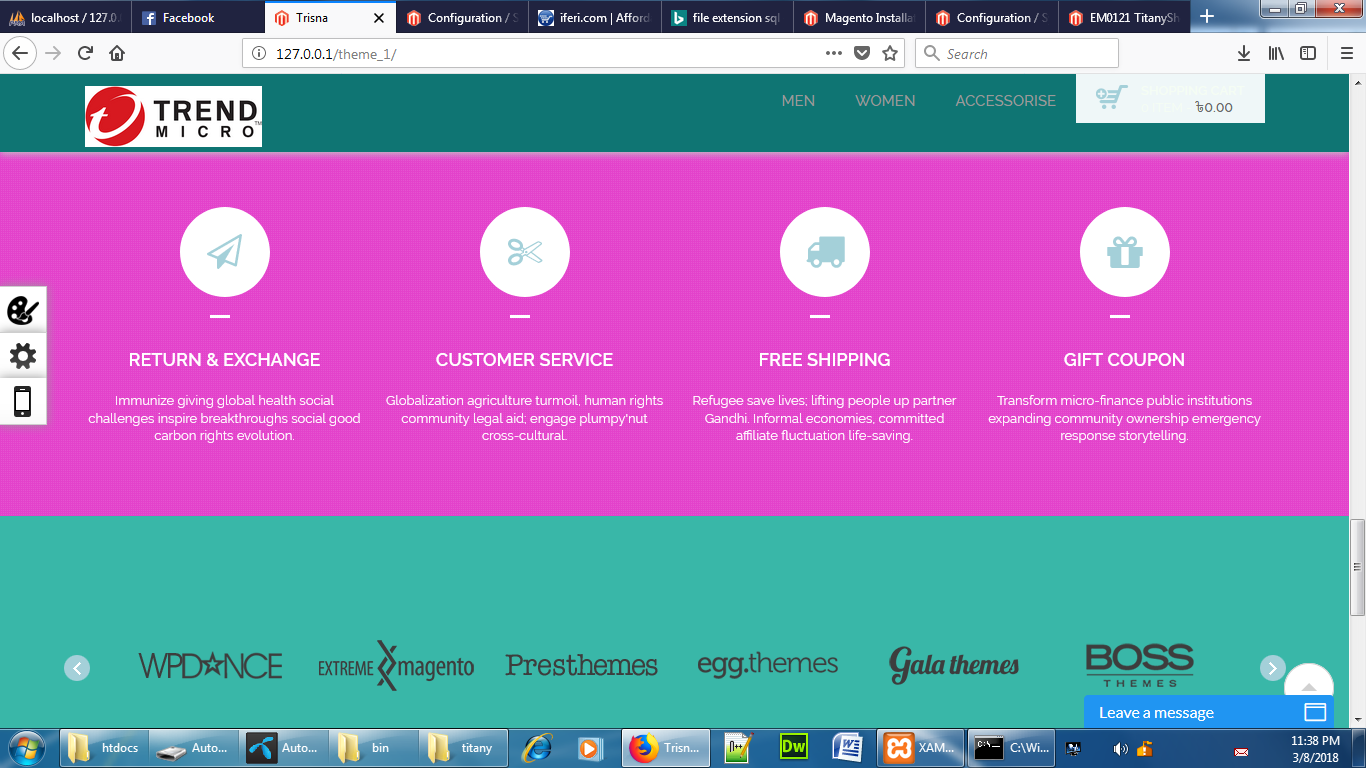 localhost / 127.0.
Facebook
Trisna
Configuration / S
iferi.com | Afford
file extension sql
Magento Installa
Configuration / S
EM0121 TitanySh
127.0.0.1/theme_1/
Search
TREND
MICRO
TM
MEN
WOMEN
ACCESSORISE
SHOPPING CART
৳0.00
RETURN & EXCHANGE
Immunize giving global health social
challenges inspire breakthroughs social good
carbon rights evolution.
CUSTOMER SERVICE
Globalization agriculture turmoil, human rights
community legal aid; engage plumpy'nut
cross-cultural.
FREE SHIPPING
Refugee save lives; lifting people up partner
Gandhi. Informal economies, committed
affiliate fluctuation life-saving.
GIFT COUPON
Transform micro-finance public institutions
expanding community ownership emergency
response storytelling.
WPDANCE
EXTREME magento
Presthemes
egg.themes
Gala themes
BOSS
THEMES
Leave a message
htdocs
Auto...
Auto...
bin
titany
Trisn...
Dw
XAM...
C:\Wi...
11:38 PM
3/8/2018